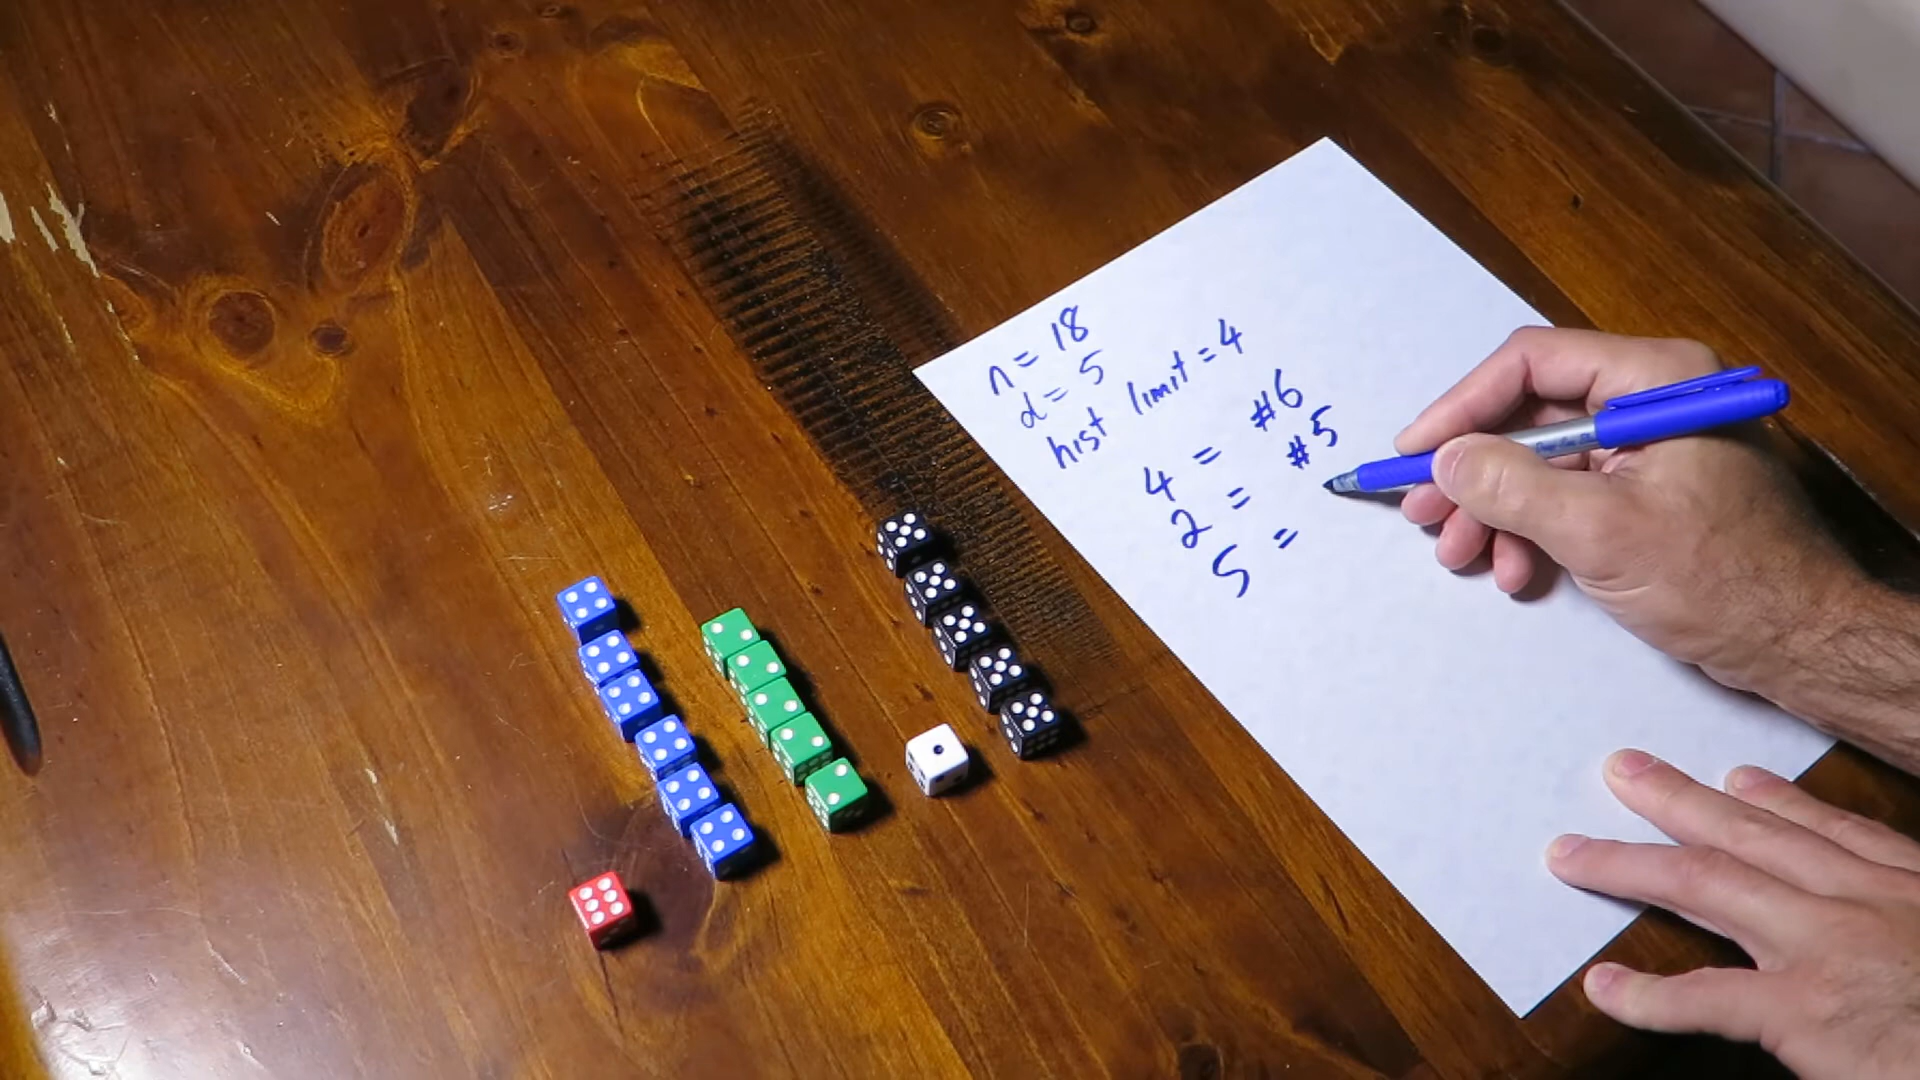 n = 18
d = 5
hist limit = 4
4 = #6
2 = #5
5 =